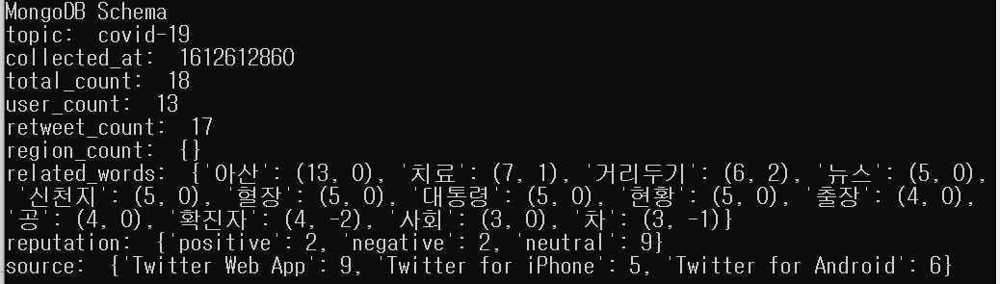 MongoDB Schema
topic:  covid-19
collected_at:  1612612860
total_count:  18
user_count:  13
retweet_count:  17
region_count:  {}
related_words:  {'아산': (13, 0), '치료': (7, 1), '거리두기': (6, 2), '뉴스': (5, 0),
'신천지': (5, 0), '혈장': (5, 0), '대통령': (5, 0), '현황': (5, 0), '출장': (4, 0),
'공': (4, 0), '확진자': (4, -2), '사회': (3, 0), '차': (3, -1)}
reputation:  {'positive': 2, 'negative': 2, 'neutral': 9}
source:  {'Twitter Web App': 9, 'Twitter for iPhone': 5, 'Twitter for Android': 6}